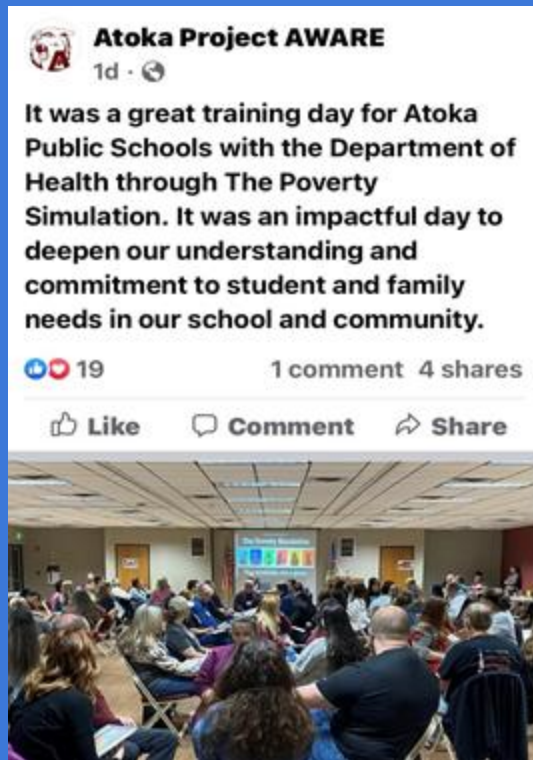 Atoka Project AWARE
1d ·
It was a great training day for Atoka
Public Schools with the Department of
Health through The Poverty
Simulation. It was an impactful day to
deepen our understanding and
commitment to student and family
needs in our school and community.
19 1 comment 4 shares
Like Comment Share
The Poverty Simulation